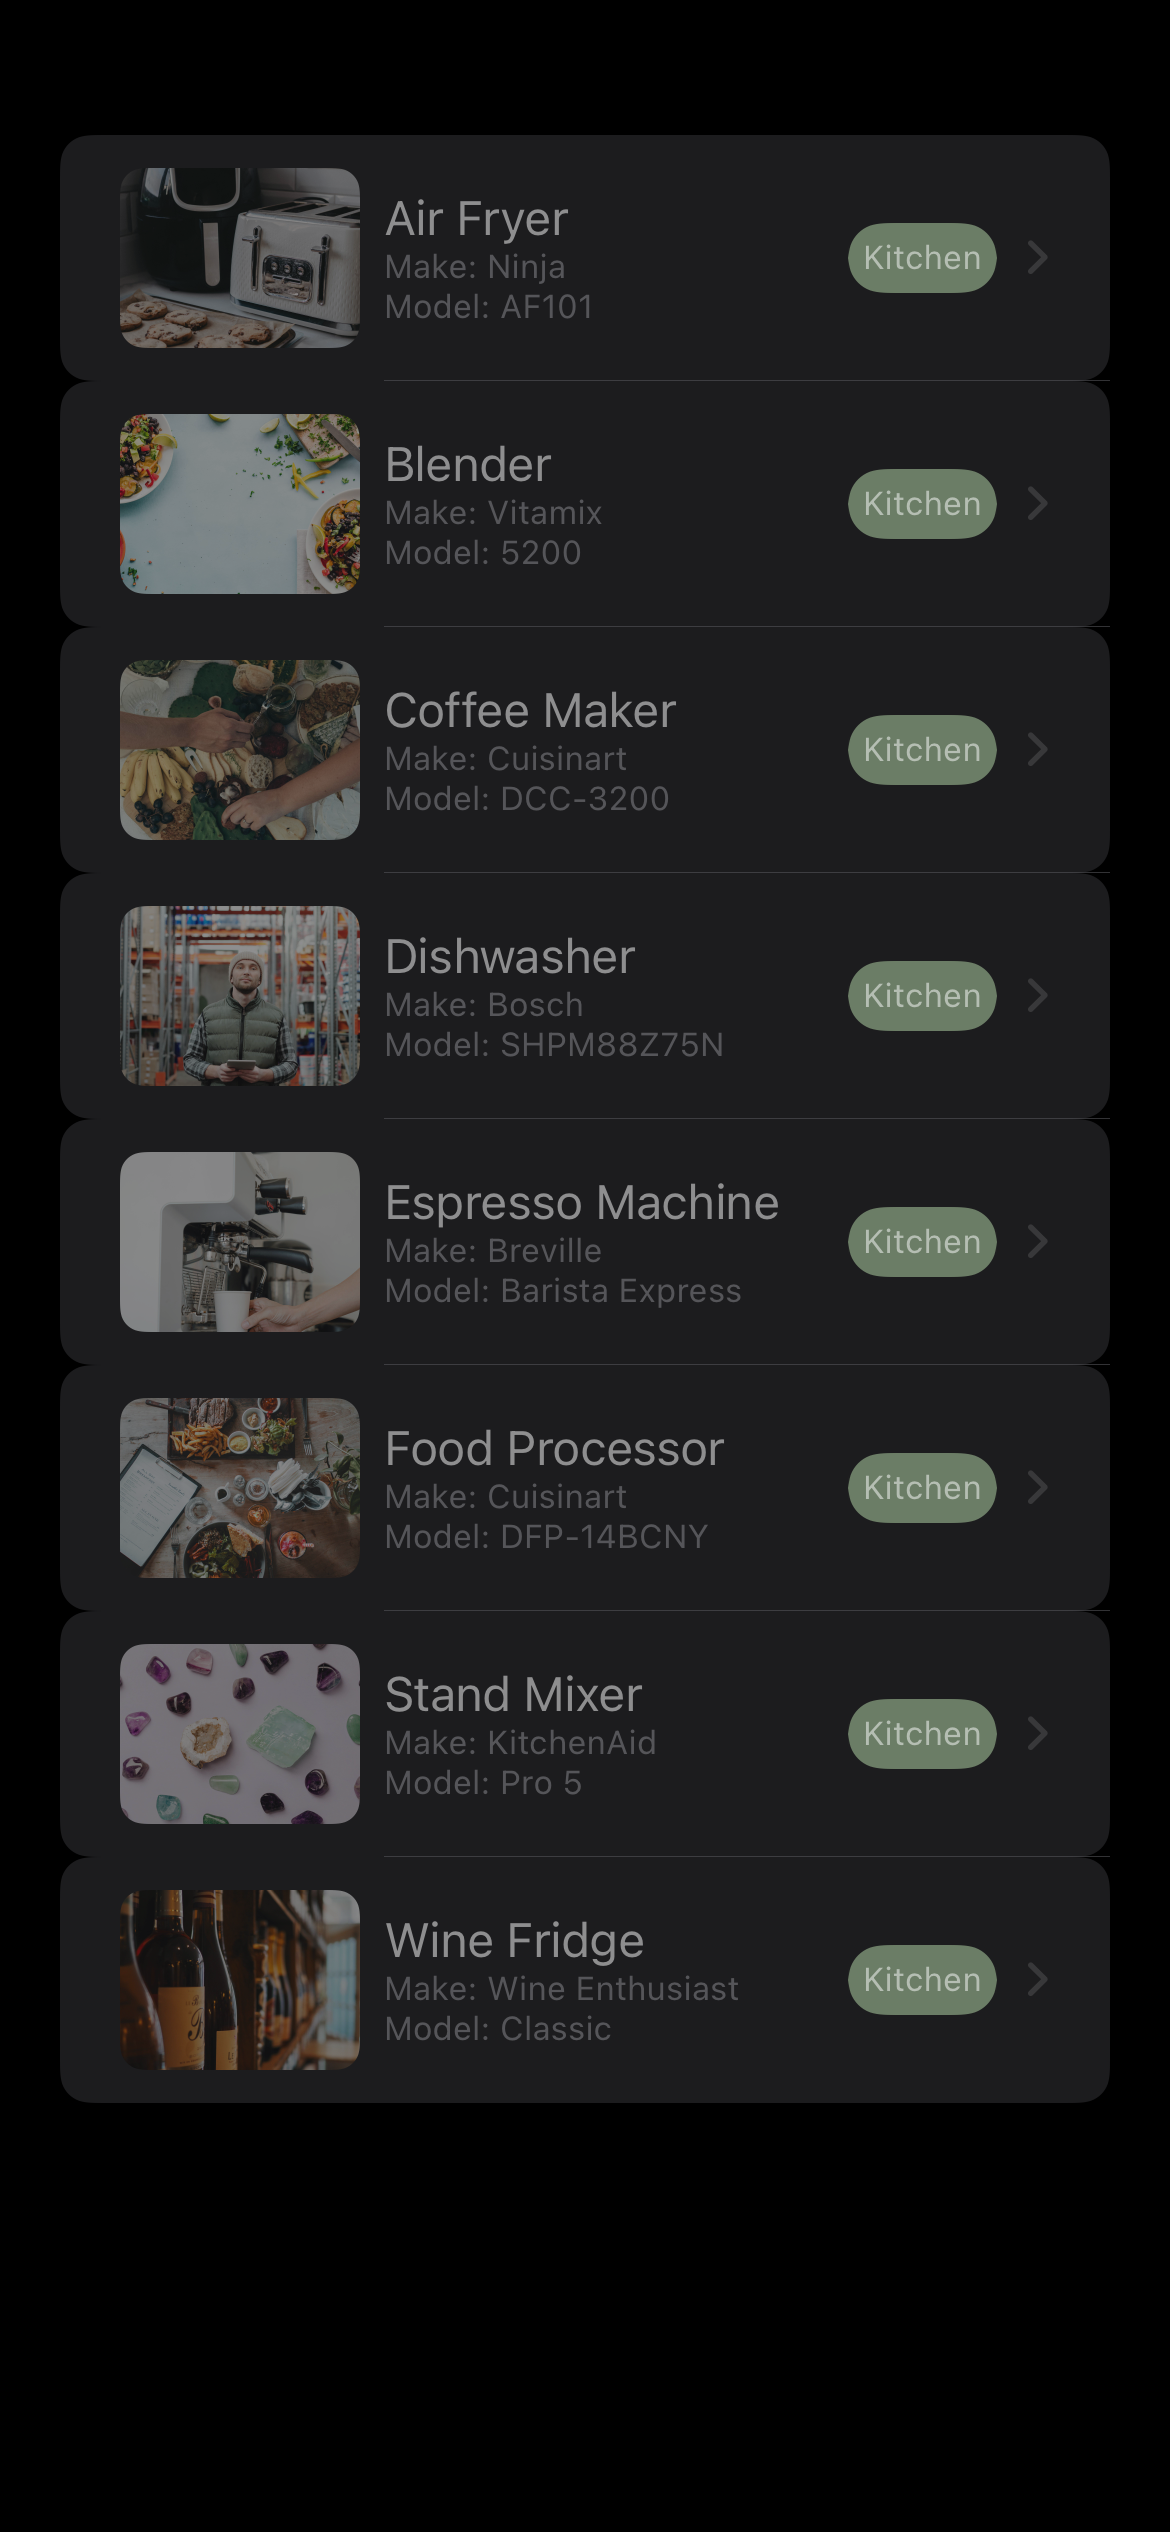 Air Fryer
Make: Ninja
Model: AF101
Kitchen
Blender
Make: Vitamix
Model: 5200
Kitchen
Coffee Maker
Make: Cuisinart
Model: DCC-3200
Kitchen
Dishwasher
Make: Bosch
Model: SHPM88Z75N
Kitchen
Espresso Machine
Make: Breville
Model: Barista Express
Kitchen
Food Processor
Make: Cuisinart
Model: DFP-14BCNY
Kitchen
Stand Mixer
Make: KitchenAid
Model: Pro 5
Kitchen
Wine Fridge
Make: Wine Enthusiast
Model: Classic
Kitchen